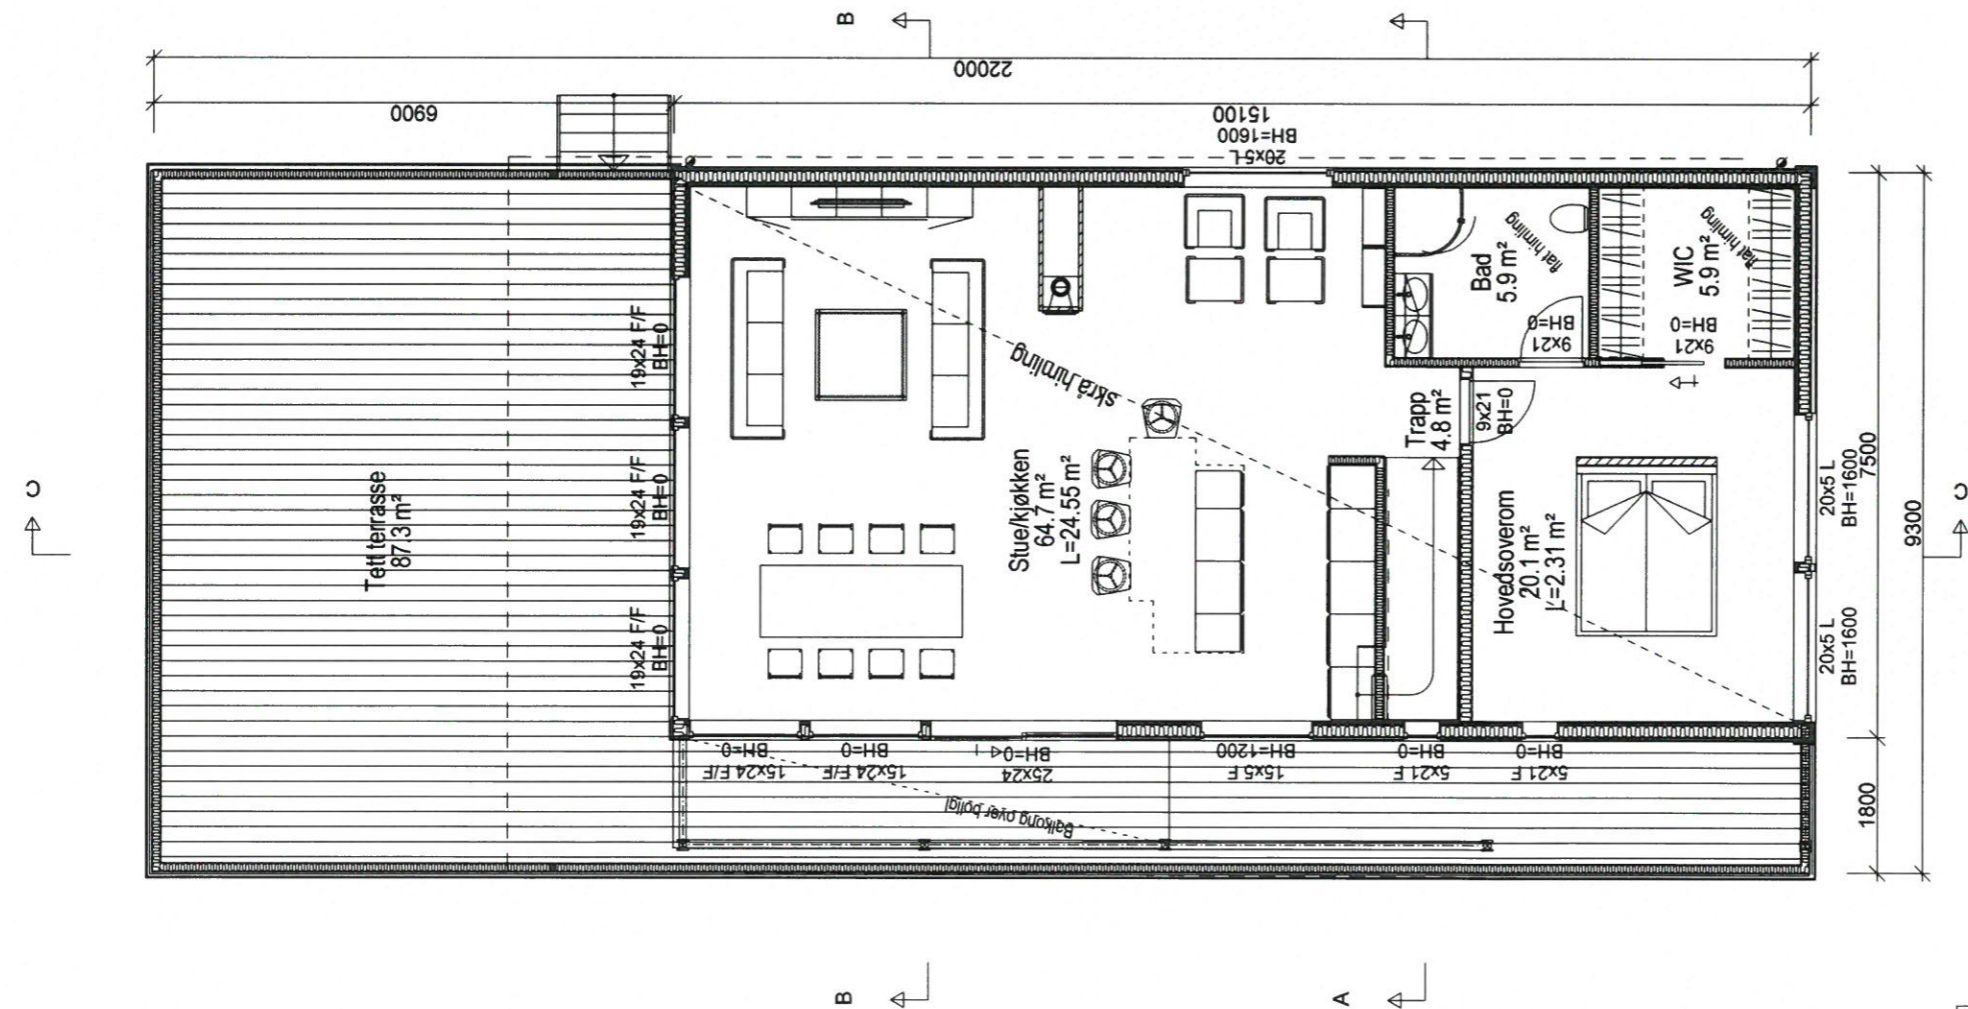 B
22000
6900
15100
BH=1600
20x5 L
C
Tett terrasse
87.3 m²
19x24 F/F
BH=0
19x24 F/F
BH=0
19x24 F/F
BH=0
skrå himling
Stue/kjøkken
64.7 m²
L=24.55 m²
Bad
5.9 m²
flat himling
9x21
BH=0
WIC
5.9 m²
flat himling
9x21
BH=0
Trapp
4.8 m²
9x21
BH=0
Hovedsoverom
20.1 m²
L=2.31 m²
20x5 L
BH=1600
20x5 L
BH=1600
7500
9300
1800
C
15x24 F/F
BH=0
15x24 F/F
BH=0
25x24
BH=0
15x5 F
BH=1200
5x21 F
BH=0
5x21 F
BH=0
Balkong over bolig!
B
A